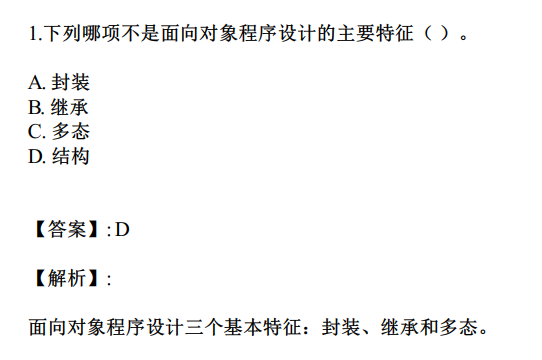 1.下列哪项不是面向对象程序设计的主要特征（ ）。
A. 封装
B. 继承
C. 多态
D. 结构
【答案】: D
【解析】:
面向对象程序设计三个基本特征：封装、继承和多态。